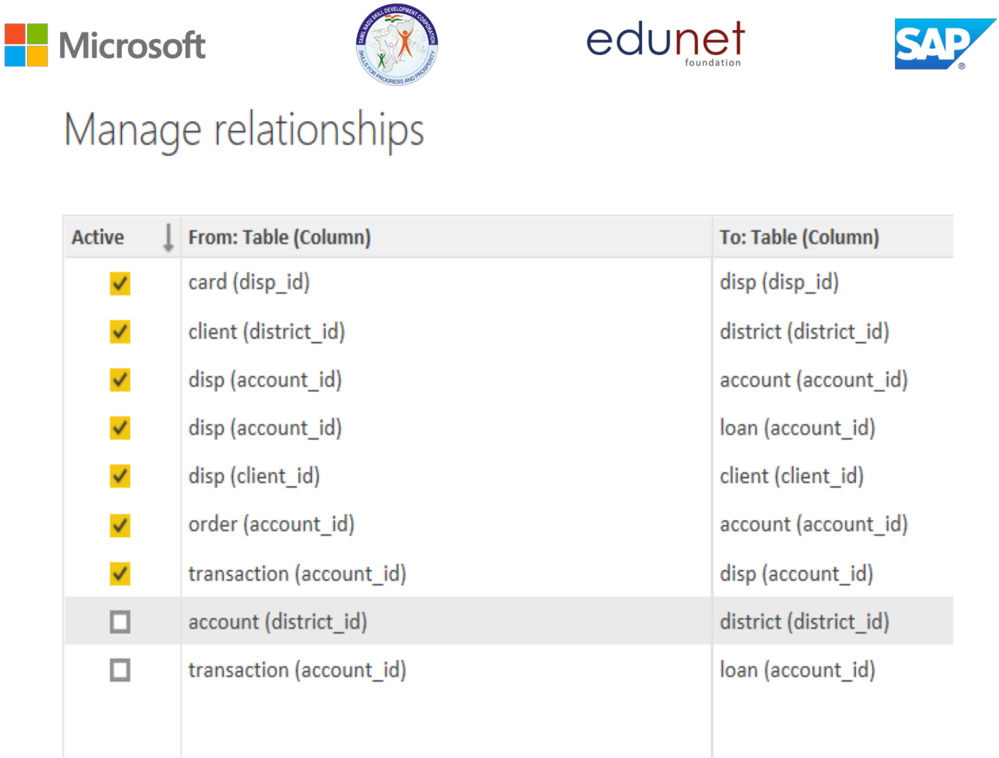 Microsoft
TAMIL NADU SKILL DEVELOPMENT CORPORATION
SKILLS FOR PROGRESS AND PROSPERITY
edunet
foundation
SAP
®
Manage relationships
Active From: Table (Column) To: Table (Column)
card (disp_id) disp (disp_id)
client (district_id) district (district_id)
disp (account_id) account (account_id)
disp (account_id) loan (account_id)
disp (client_id) client (client_id)
order (account_id) account (account_id)
transaction (account_id) disp (account_id)
account (district_id) district (district_id)
transaction (account_id) loan (account_id)